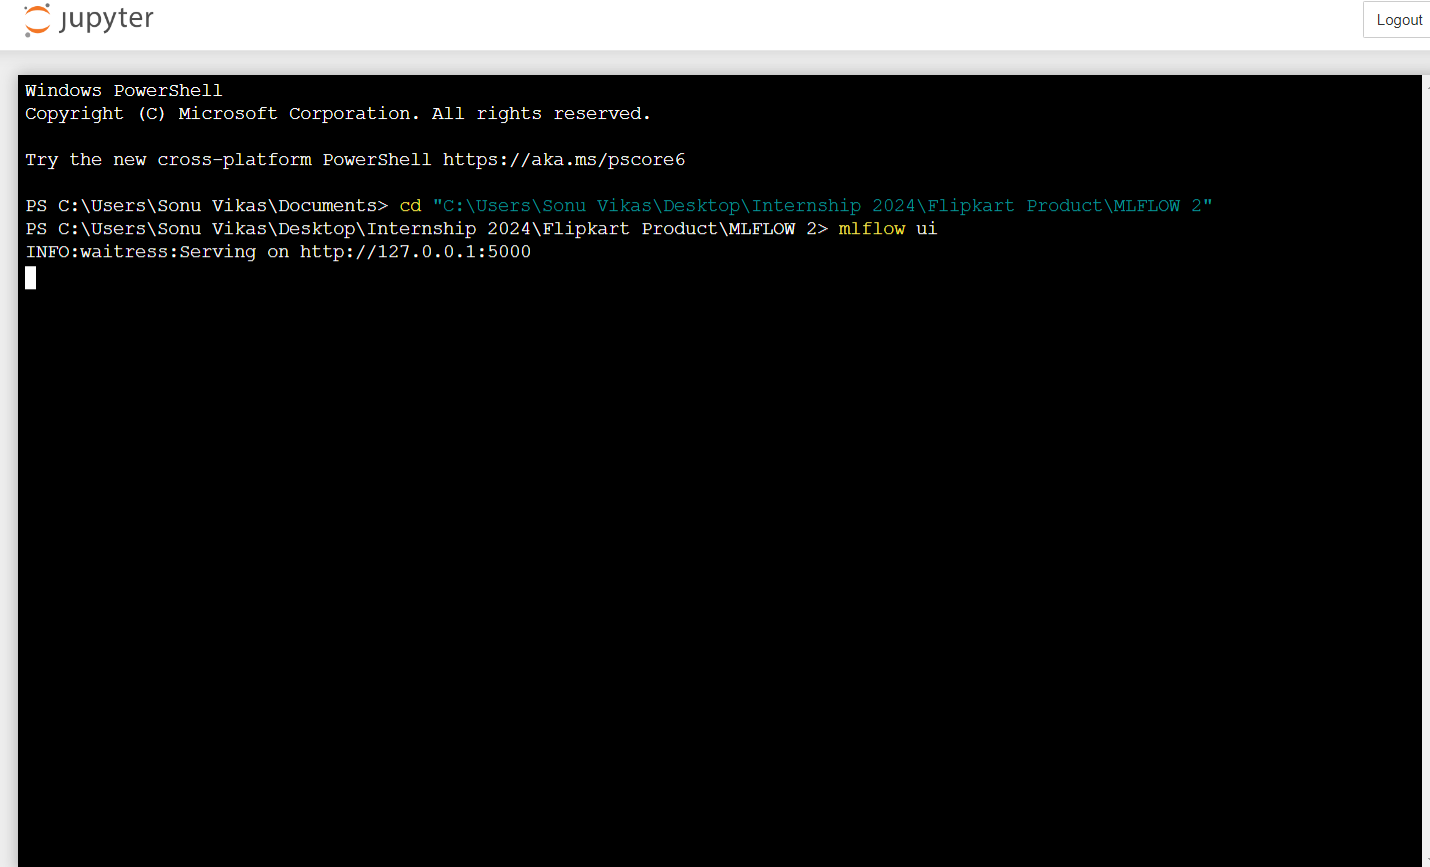 jupyter
Logout
Windows PowerShell
Copyright (C) Microsoft Corporation. All rights reserved.
Try the new cross-platform PowerShell https://aka.ms/pscore6
PS C:\Users\Sonu Vikas\Documents> cd "C:\Users\Sonu Vikas\Desktop\Internship 2024\Flipkart Product\MLFLOW 2"
PS C:\Users\Sonu Vikas\Desktop\Internship 2024\Flipkart Product\MLFLOW 2> mlflow ui
INFO:waitress:Serving on http://127.0.0.1:5000